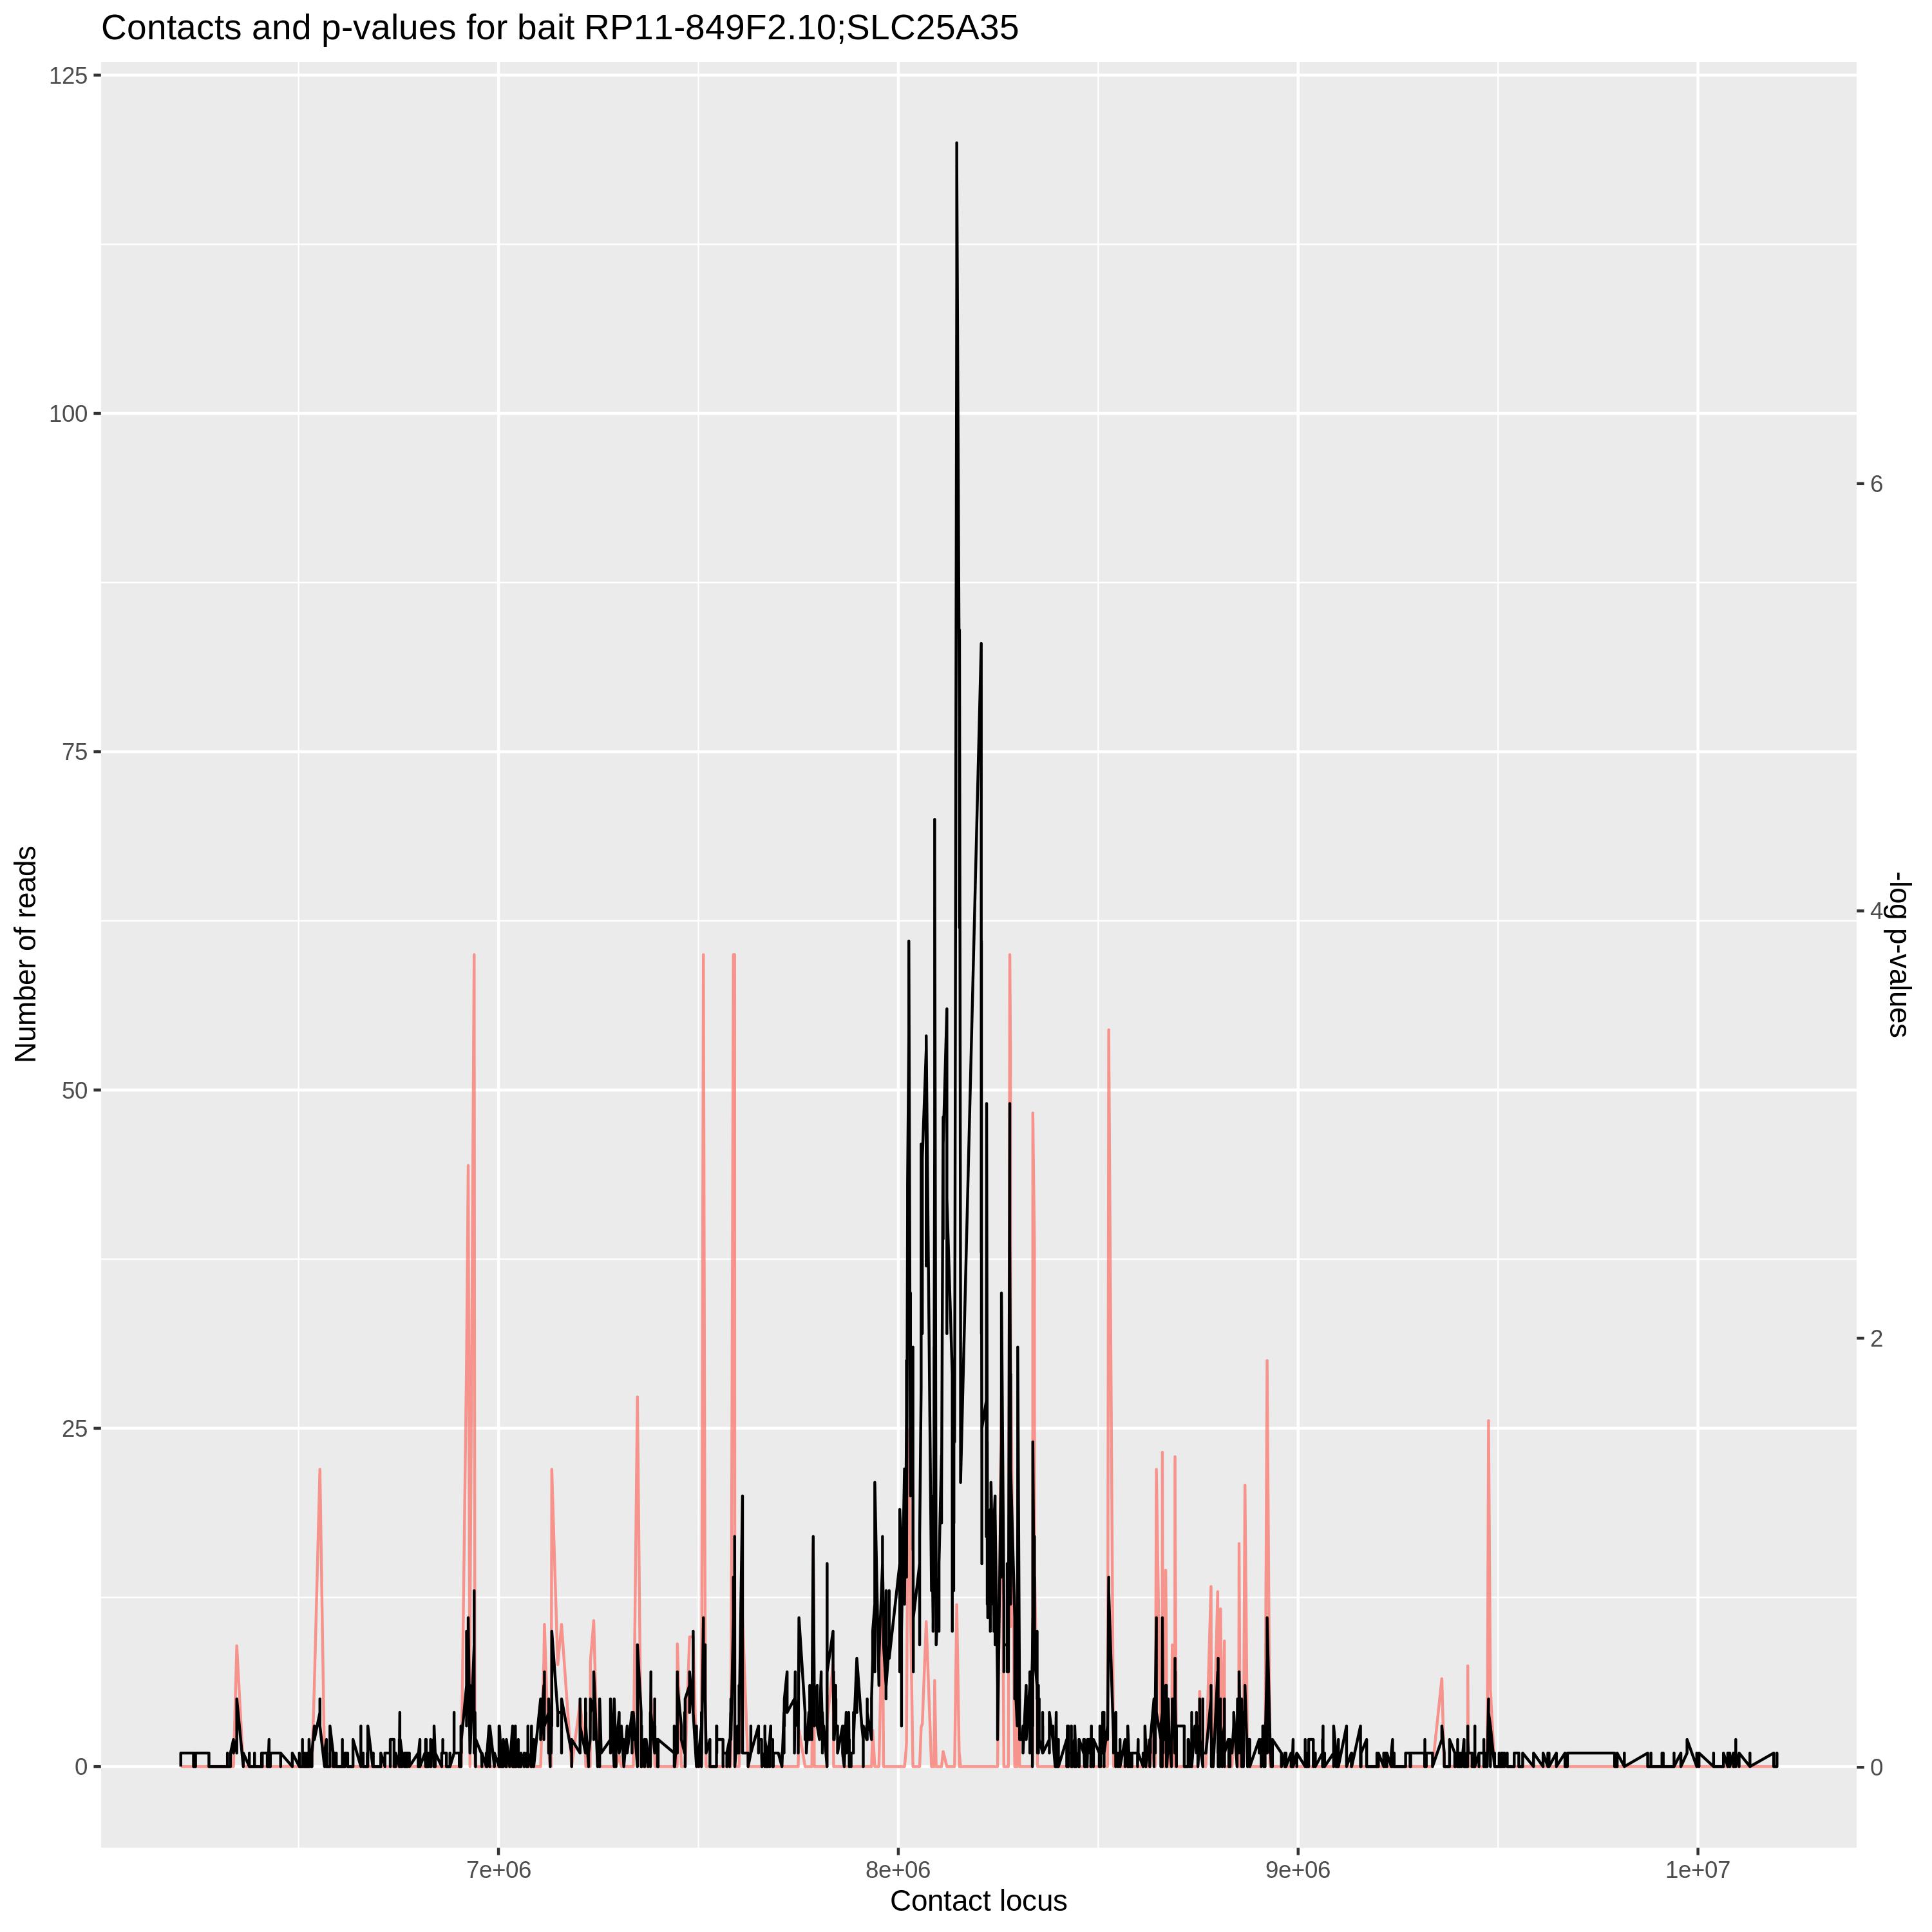 Contacts and p-values for bait RP11-849F2.10;SLC25A35
125
100
75
50
25
0
Number of reads
6
4
2
0
-log p-values
7e+06
8e+06
9e+06
1e+07
Contact locus